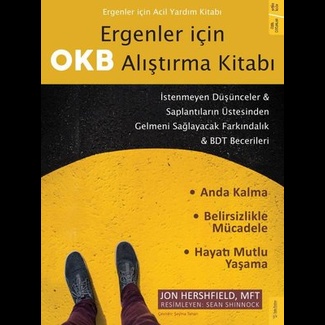 Ergenler için Acil Yardım Kitabı
Ergenler için
OKB Alıştırma Kitabı
İstenmeyen Düşünceler &
Saplantıların Üstesinden
Gelmeni Sağlayacak Farkındalık
& BDT Becerileri
• Anda Kalma
• Belirsizlikle
Mücadele
• Hayatı Mutlu
Yaşama
JON HERSHFIELD, MFT
RESİMLEYEN: SEAN SHINNOCK